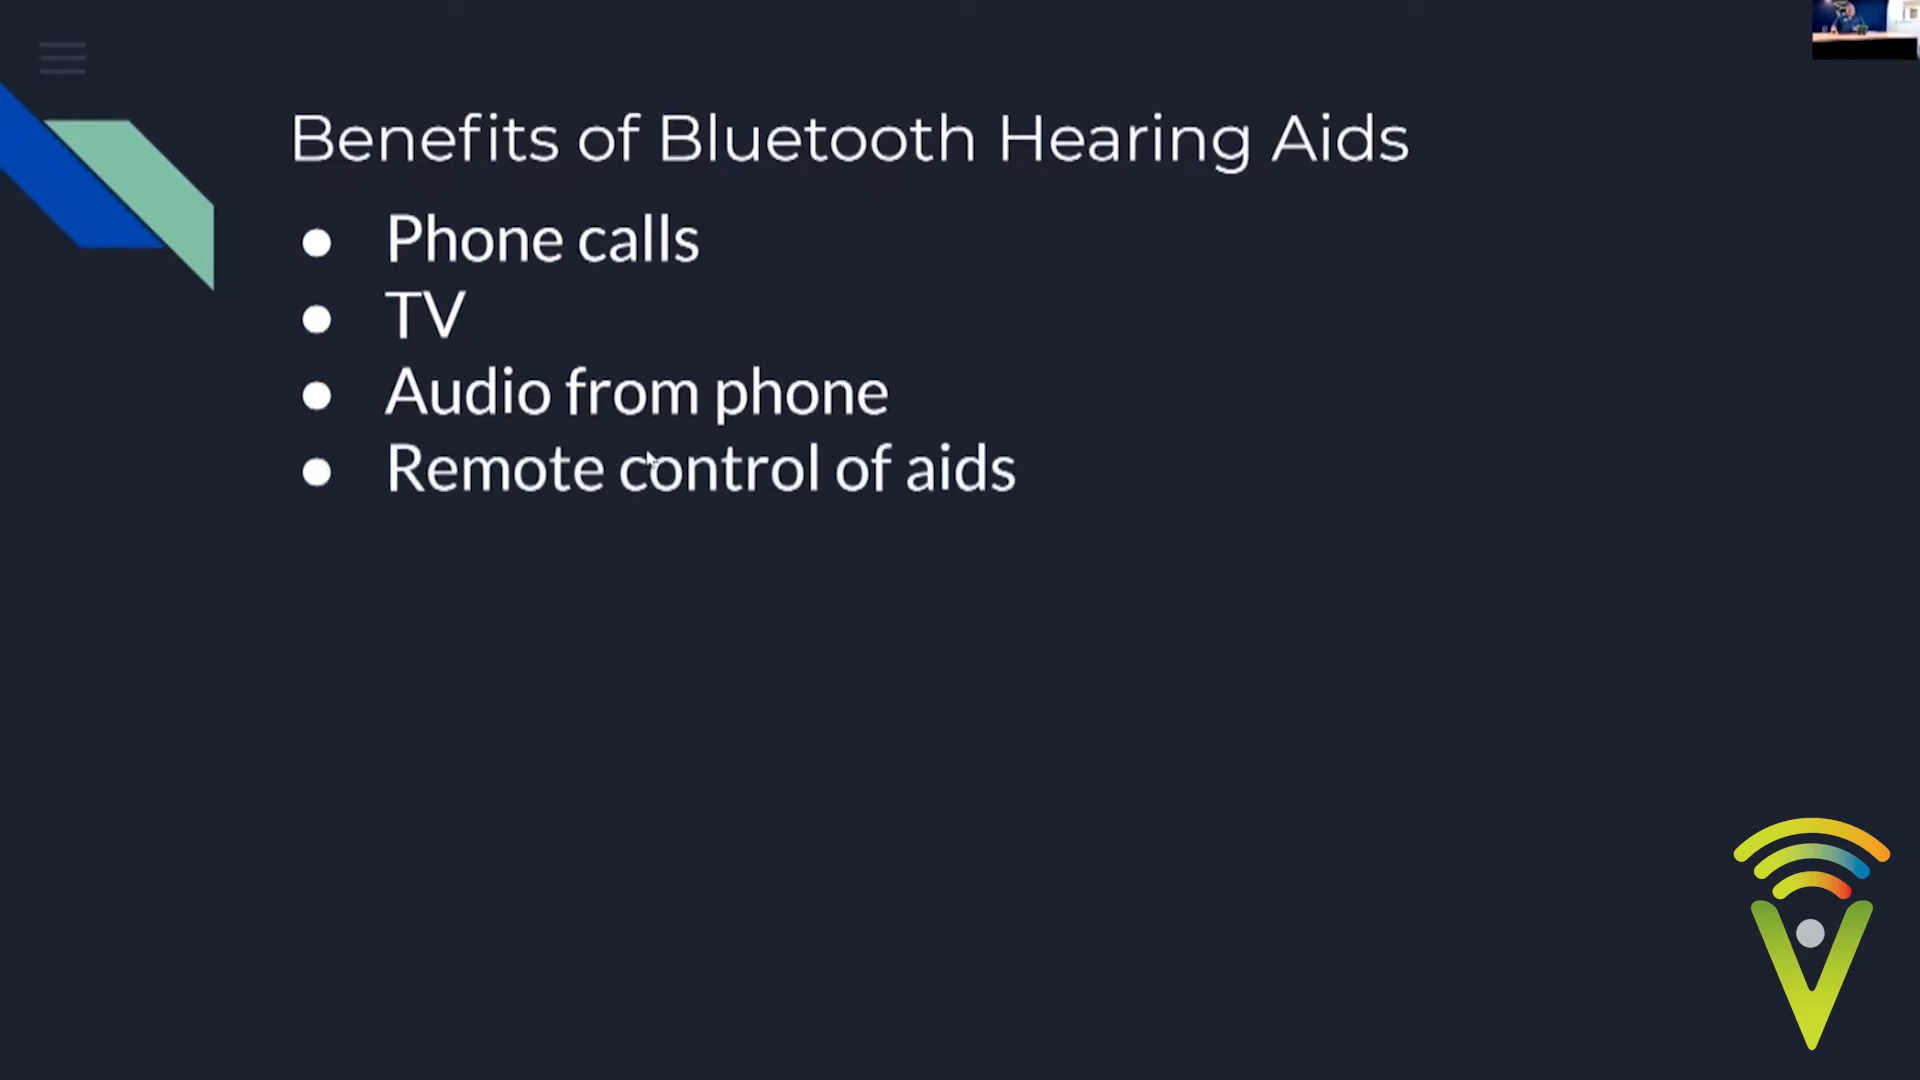 Benefits of Bluetooth Hearing Aids
Phone calls
TV
Audio from phone
Remote control of aids